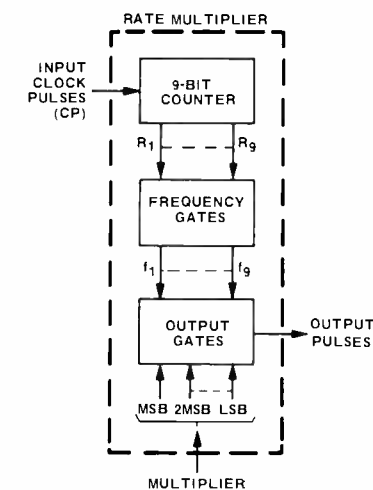 RATE MULTIPLIER
INPUT
CLOCK
PULSES
(CP)
9-BIT
COUNTER
R1 R9
FREQUENCY
GATES
f1 f9
OUTPUT
GATES
OUTPUT
PULSES
MSB 2MSB LSB
MULTIPLIER